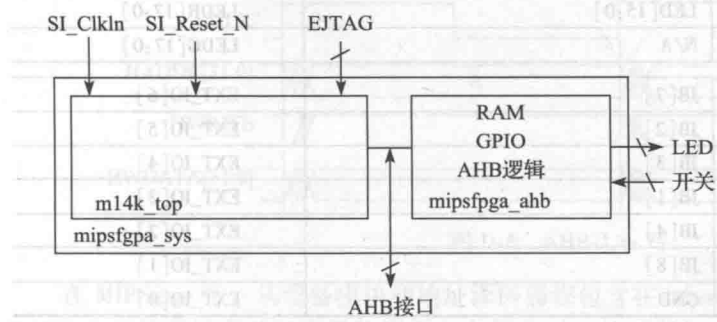 SI_ClkIn SI_Reset_N EJTAG
RAM
GPIO
AHB逻辑
m14k_top
mipsfpga_ahb
mipsfgpa_sys
LED
开关
AHB接口